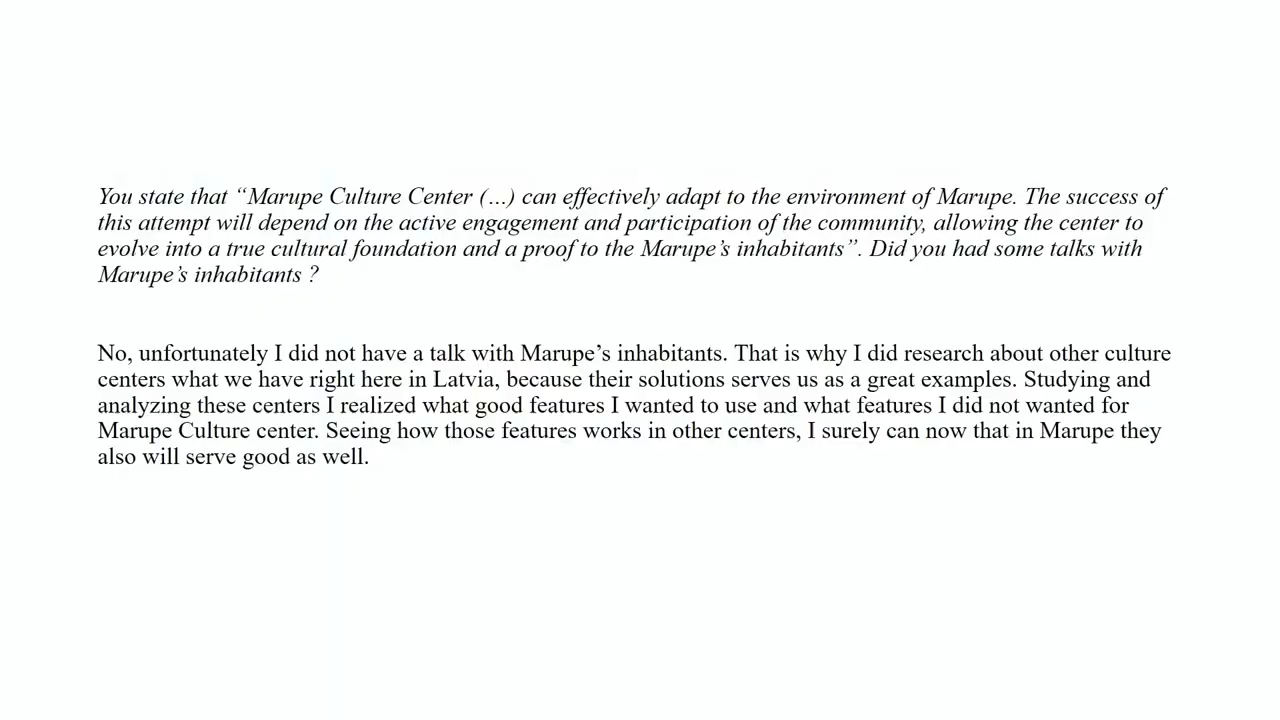 You state that “Marupe Culture Center (…) can effectively adapt to the environment of Marupe. The success of
this attempt will depend on the active engagement and participation of the community, allowing the center to
evolve into a true cultural foundation and a proof to the Marupe’s inhabitants”. Did you had some talks with
Marupe’s inhabitants ?
No, unfortunately I did not have a talk with Marupe’s inhabitants. That is why I did research about other culture
centers what we have right here in Latvia, because their solutions serves us as a great examples. Studying and
analyzing these centers I realized what good features I wanted to use and what features I did not wanted for
Marupe Culture center. Seeing how those features works in other centers, I surely can now that in Marupe they
also will serve good as well.